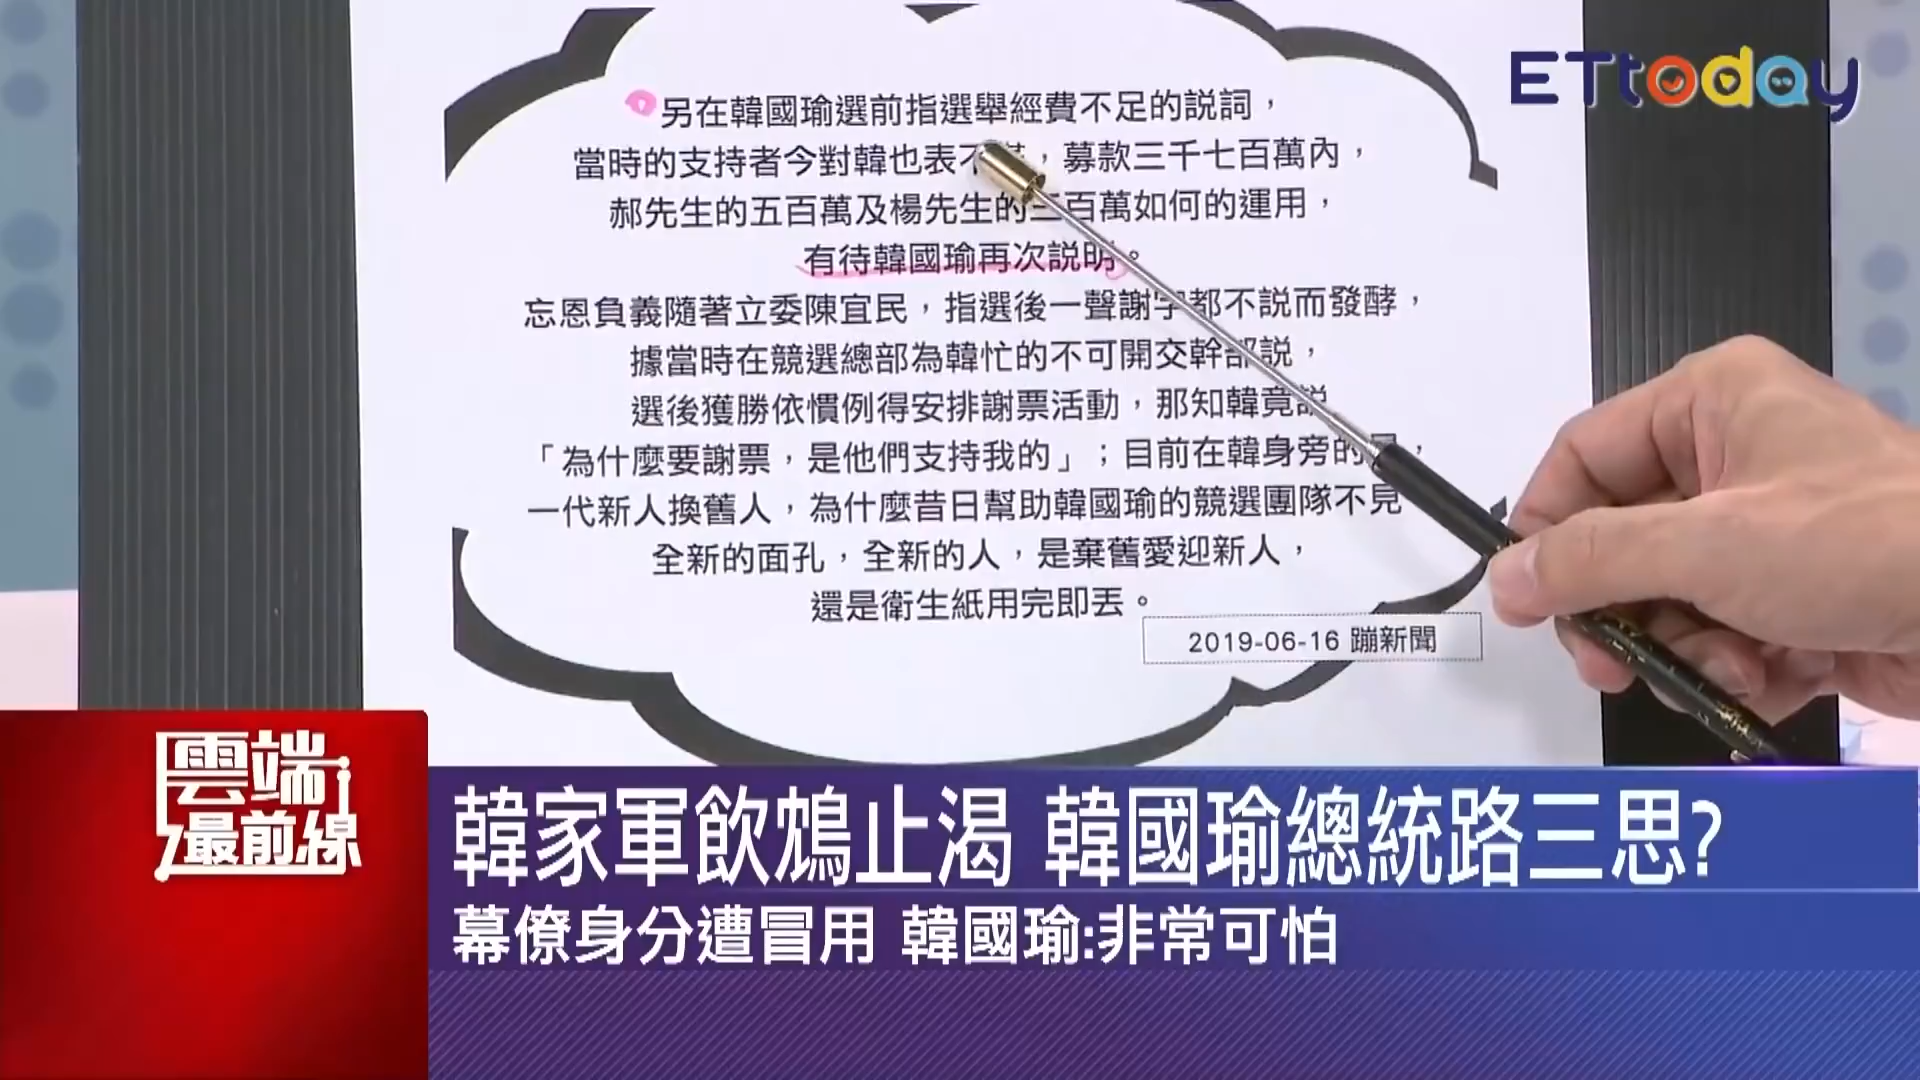 ETtoday
另在韓國瑜選前指選舉經費不足的説詞，
當時的支持者今對韓也表不，募款三千七百萬內，
郝先生的五百萬及楊先生的三百萬如何的運用，
有待韓國瑜再次説明。
忘恩負義隨著立委陳宜民，指選後一聲謝字都不説而發酵，
據當時在競選總部為韓忙的不可開交幹部説，
選後獲勝依慣例得安排謝票活動，那知韓竟説
「為什麼要謝票，是他們支持我的」；目前在韓身旁的，
一代新人換舊人，為什麼昔日幫助韓國瑜的競選團隊不見
全新的面孔，全新的人，是棄舊愛迎新人，
還是衛生紙用完即丟。
2019-06-16 蹦新聞
雲端最前線
韓家軍飲鴆止渴 韓國瑜總統路三思?
幕僚身分遭冒用 韓國瑜:非常可怕